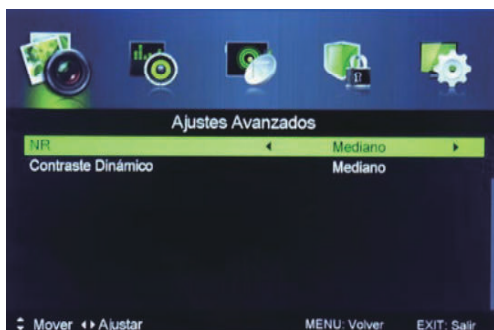 Ajustes Avanzados
NR Mediano
Contraste Dinámico Mediano
Mover Ajustar MENU: Volver EXIT: Salir